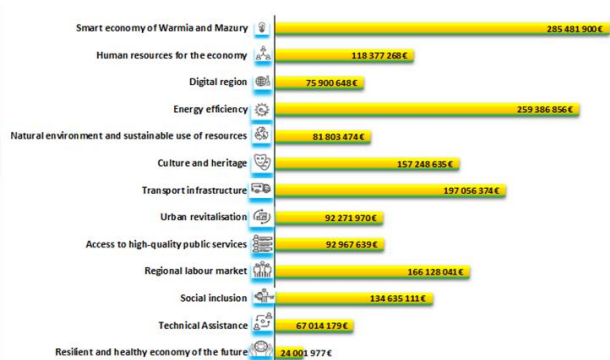 Smart economy of Warmia and Mazury 285 481 900 €
Human resources for the economy 118 377 268 €
Digital region 75 900 648 €
Energy efficiency 259 386 856 €
Natural environment and sustainable use of resources 81 803 474 €
Culture and heritage 157 248 635 €
Transport infrastructure 197 056 374 €
Urban revitalisation 92 271 970 €
Access to high-quality public services 92 967 639 €
Regional labour market 166 128 041 €
Social inclusion 134 635 111 €
Technical Assistance 67 014 179 €
Resilient and healthy economy of the future 24 001 977 €